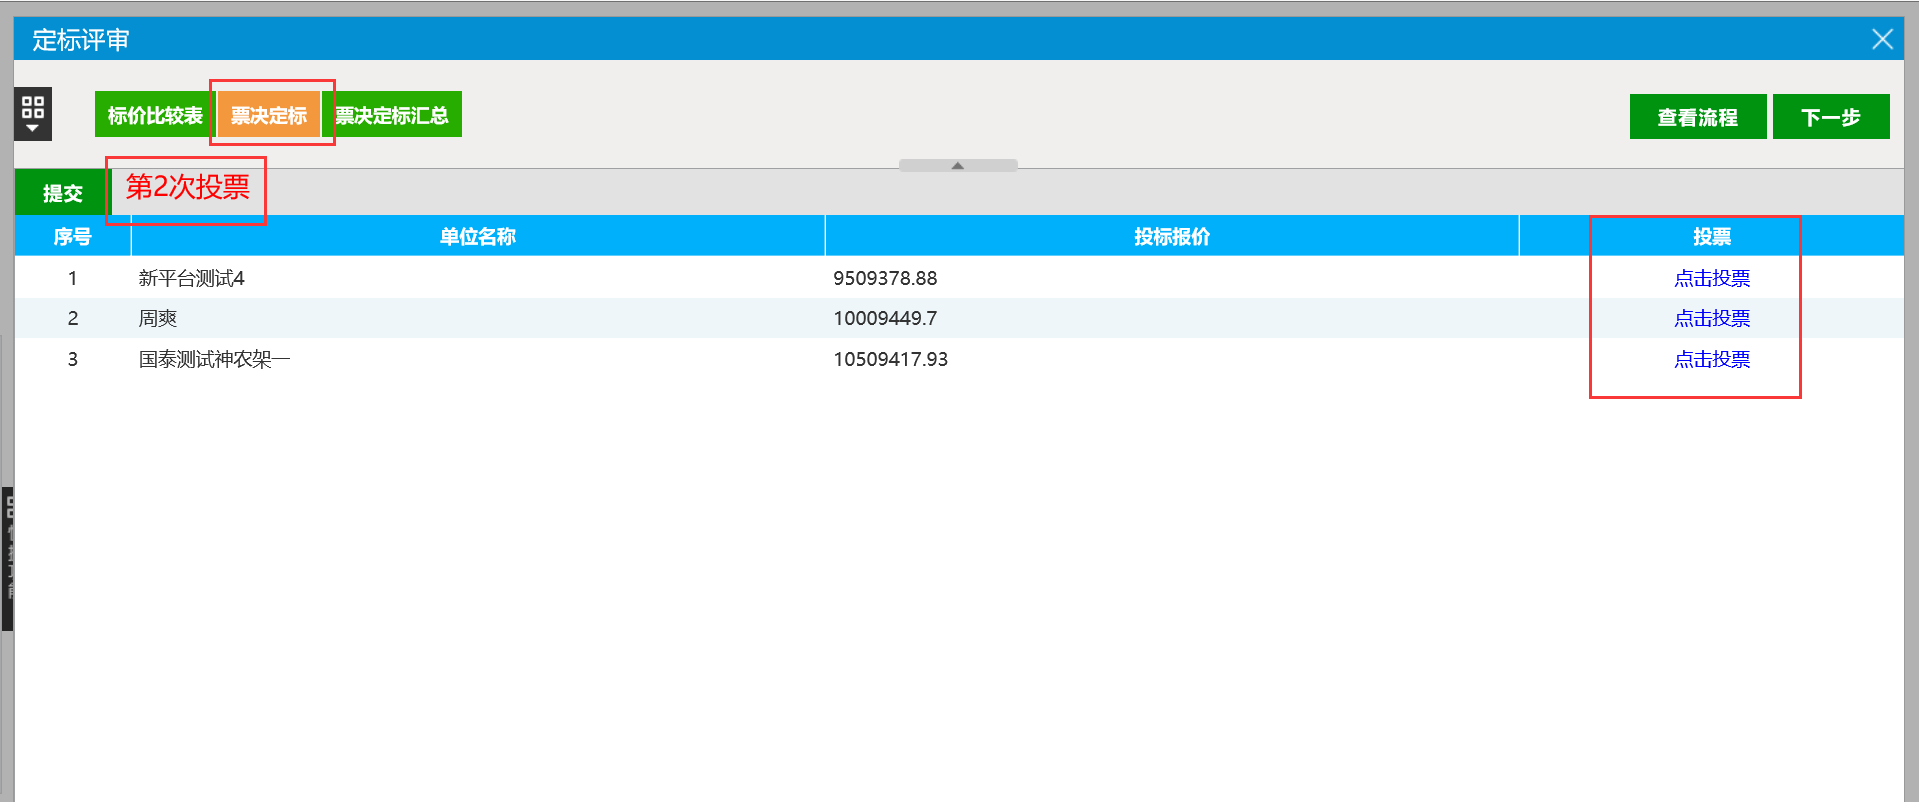 定标评审
标价比较表 票决定标 票决定标汇总 查看流程 下一步
提交 第2次投票
序号 单位名称 投标报价 投票
1 新平台测试4 9509378.88 点击投票
2 周爽 10009449.7 点击投票
3 国泰测试神农架一 10509417.93 点击投票